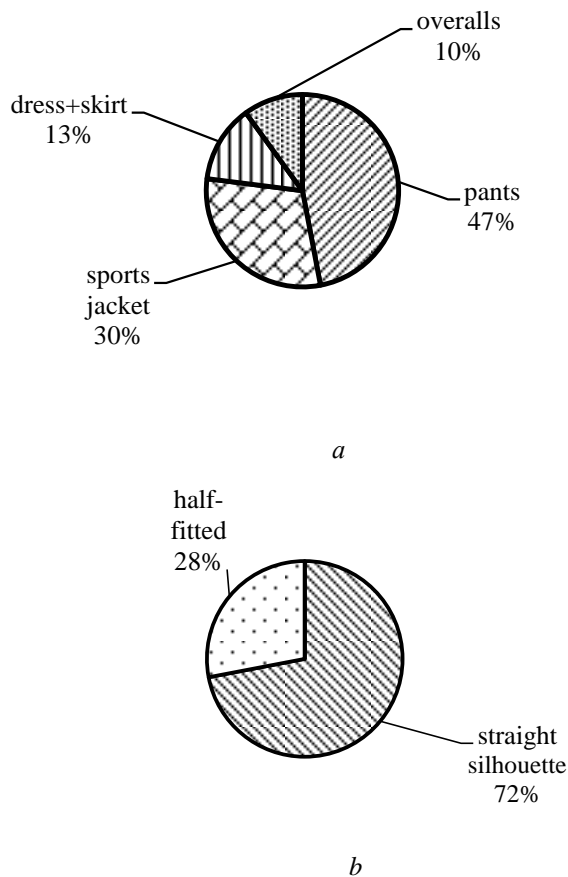 overalls
10%
dress+skirt
13%
pants
47%
sports
jacket
30%
a
half-
fitted
28%
straight
silhouette
72%
b